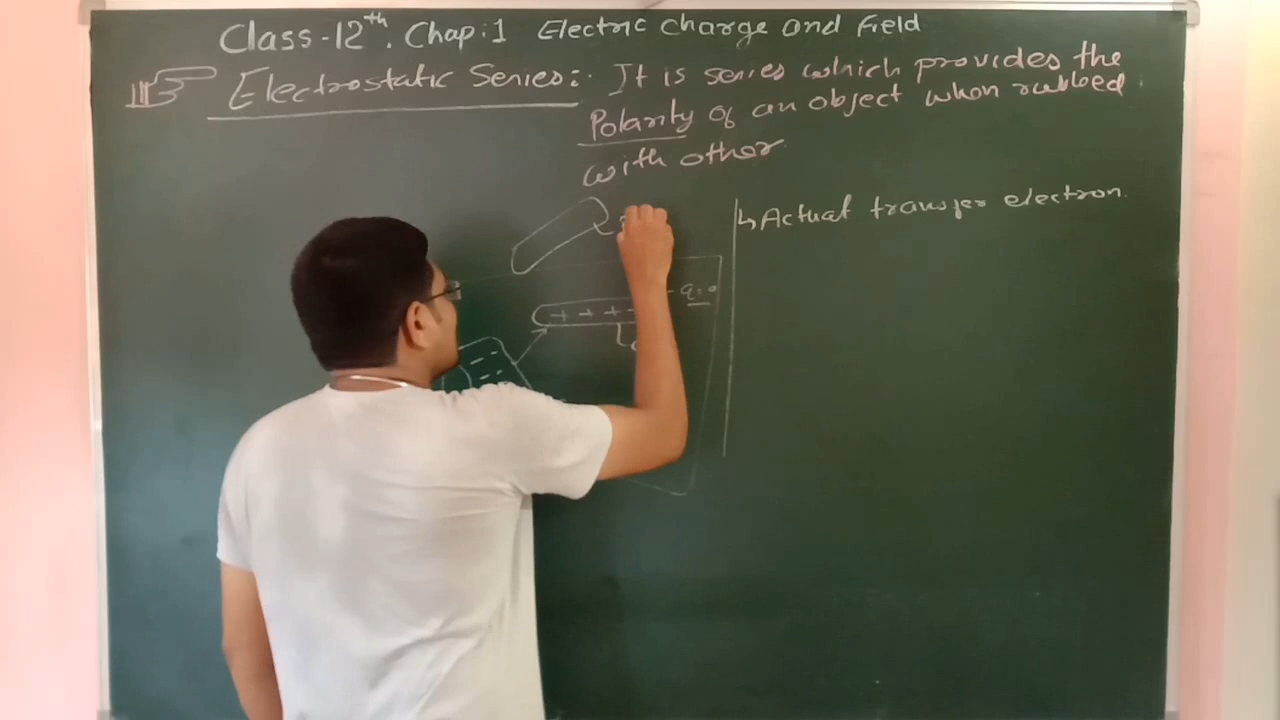 Class-12th. Chap:1 Electric Charge and Field
Electrostatic Series:- It is series which provides the
Polarity of an object when rubbed
with other
↳ Actual transfer electron.
q=0
+ + +